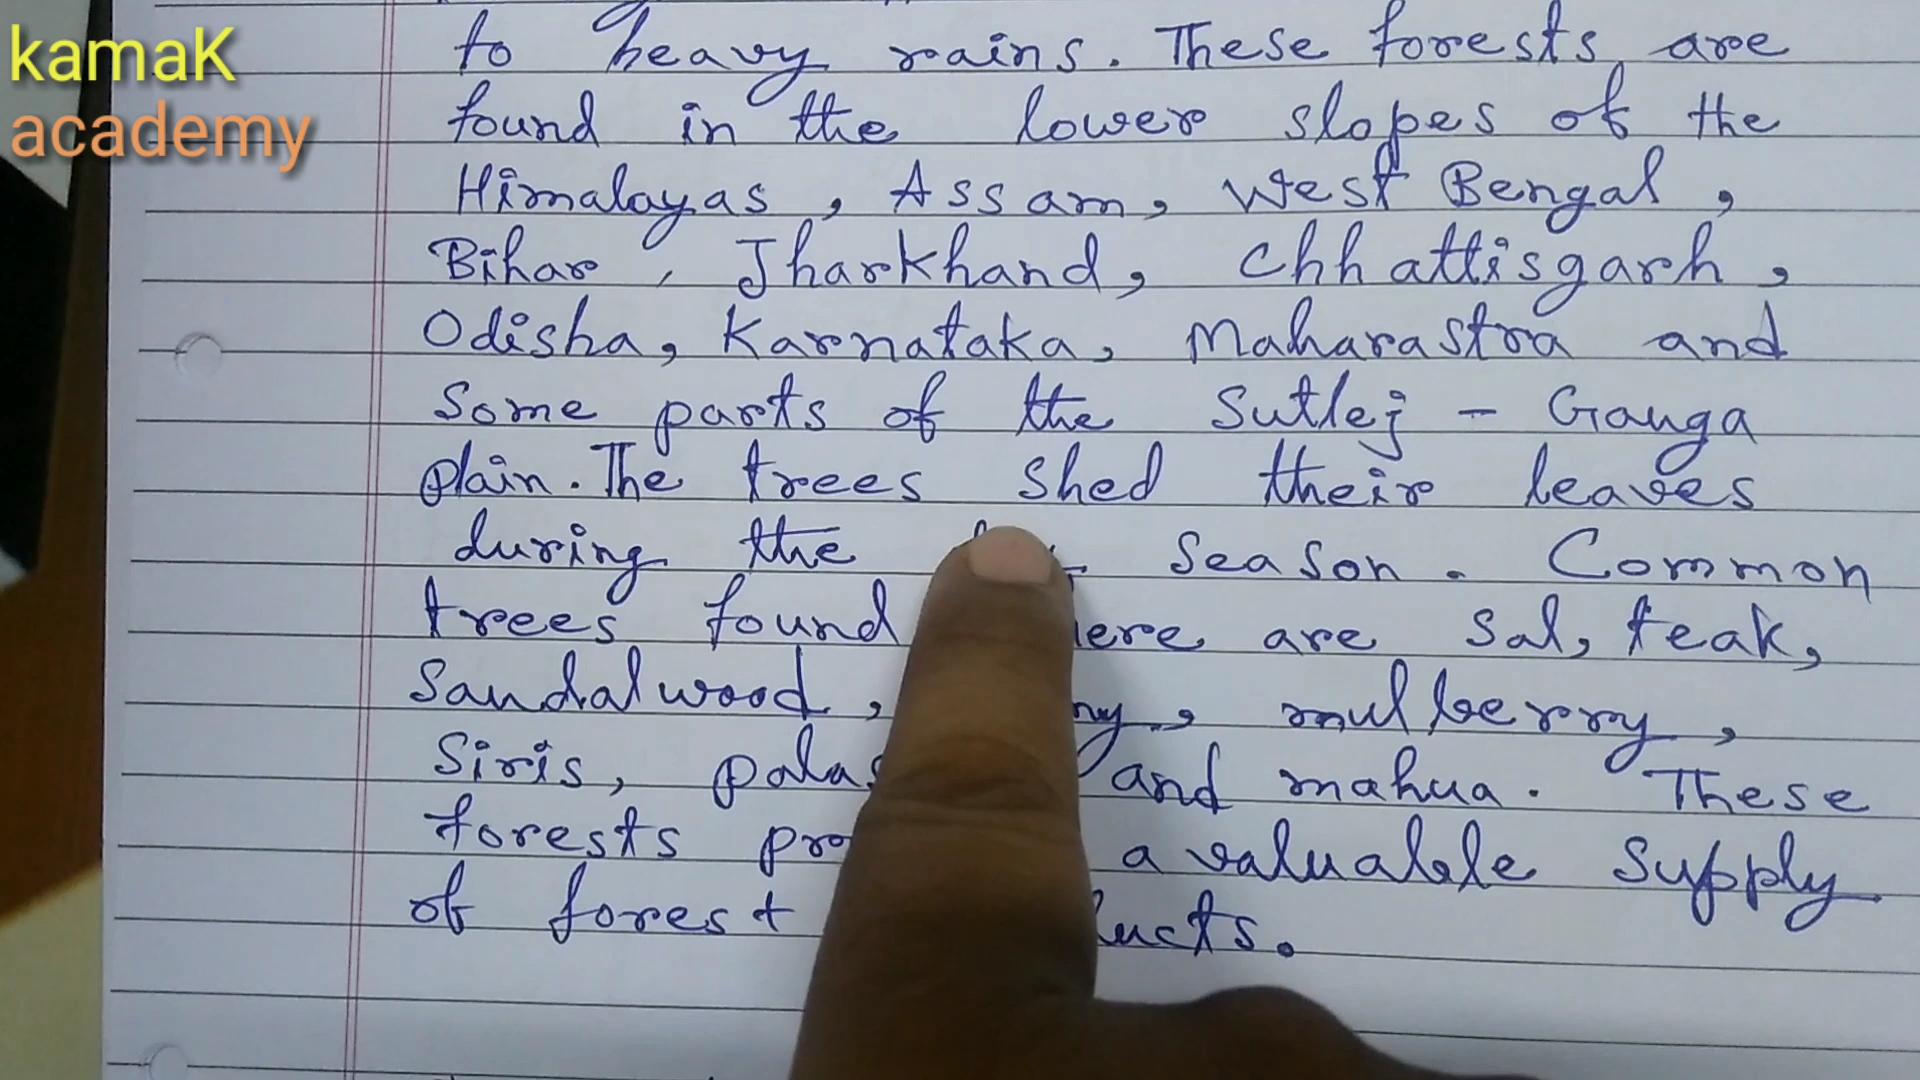 kamaK
academy
to heavy rains. These forests are
found in the lower slopes of the
Himalayas, Assam, West Bengal,
Bihar, Jharkhand, Chhattisgarh,
Odisha, Karnataka, Maharastra and
Some parts of the Sutlej - Ganga
plain. The trees shed their leaves
during the season. Common
trees found are Sal, teak,
Sandalwood, mulberry,
Siris, and mahua. These
forests a valuable Supply
of forest